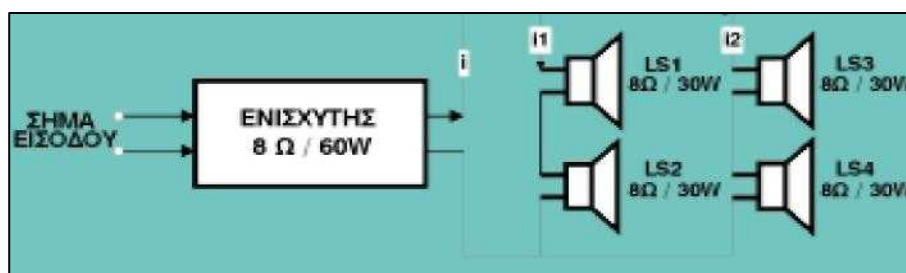 ΣΗΜΑ
ΕΙΣΟΔΟΥ
ΕΝΙΣΧΥΤΗΣ
8 Ω / 60W
i
i1
LS1
8Ω / 30W
LS2
8Ω / 30W
i2
LS3
8Ω / 30W
LS4
8Ω / 30W